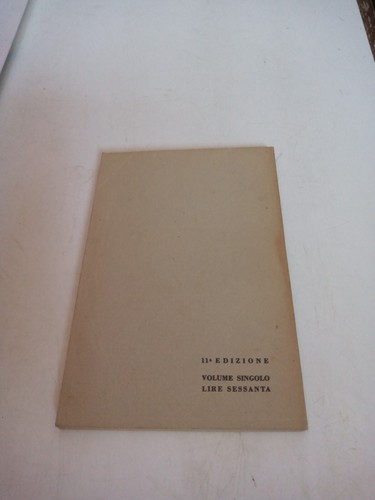 11ª EDIZIONE
VOLUME SINGOLO
LIRE SESSANTA